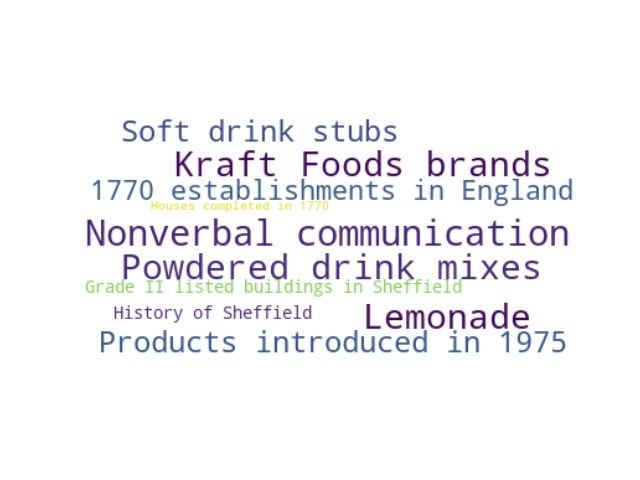 Soft drink stubs
Kraft Foods brands
1770 establishments in England
Houses completed in 1770
Nonverbal communication
Powdered drink mixes
Grade II listed buildings in Sheffield
History of Sheffield
Lemonade
Products introduced in 1975